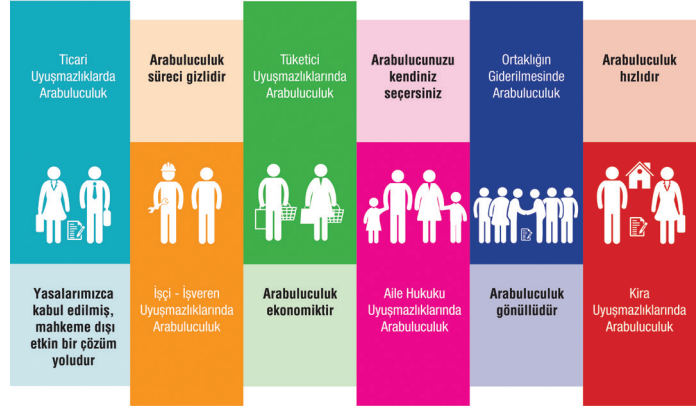 Ticari
Uyuşmazlıklarda
Arabuluculuk
Arabuluculuk
süreci gizlidir
Tüketici
Uyuşmazlıklarında
Arabuluculuk
Arabulucunuzu
kendiniz
seçersiniz
Ortaklığın
Giderilmesinde
Arabuluculuk
Arabuluculuk
hızlıdır
Yasalarımızca
kabul edilmiş,
mahkeme dışı
etkin bir çözüm
yoludur
İşçi - İşveren
Uyuşmazlıklarında
Arabuluculuk
Arabuluculuk
ekonomiktir
Aile Hukuku
Uyuşmazlıklarında
Arabuluculuk
Arabuluculuk
gönüllüdür
Kira
Uyuşmazlıklarında
Arabuluculuk